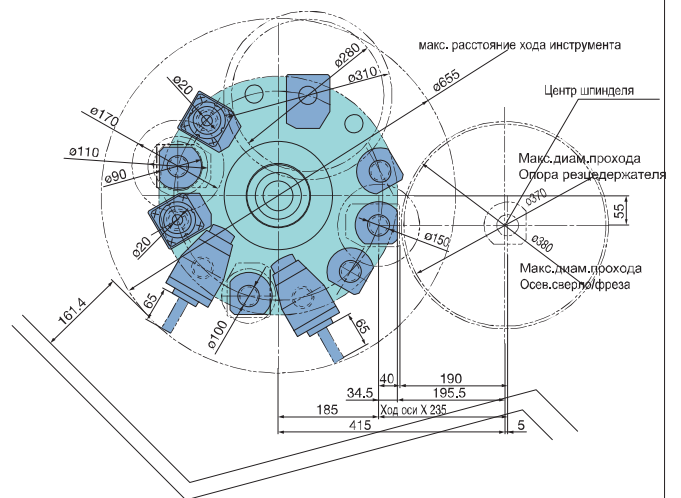 макс. расстояние хода инструмента
ø280
ø310
ø655
ø20
Центр шпинделя
ø170
ø110
ø90
Макс.диам.прохода
Опора резцедержателя
ø370
55
ø20
ø150
ø380
Макс.диам.прохода
Осев.сверло/фреза
161.4
65
ø100
65
40
190
34.5
195.5
185
Ход оси X 235
415
5